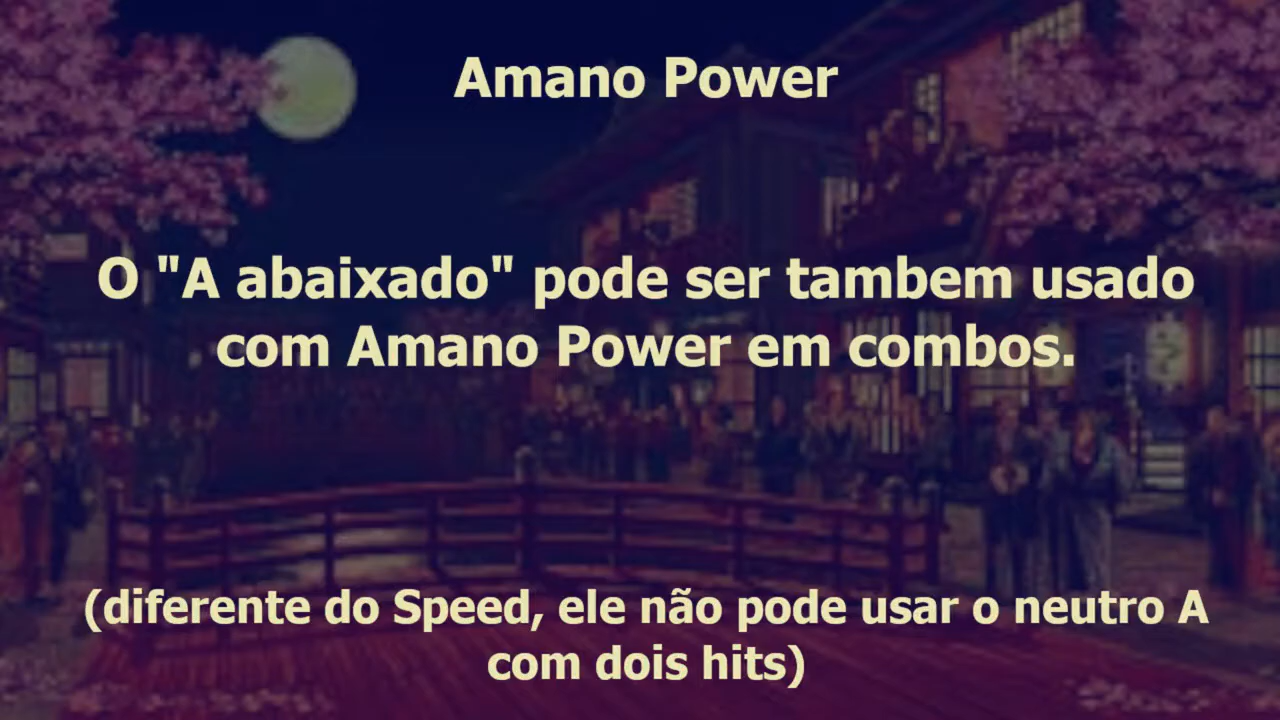 Amano Power
O "A abaixado" pode ser tambem usado
com Amano Power em combos.
(diferente do Speed, ele não pode usar o neutro A
com dois hits)